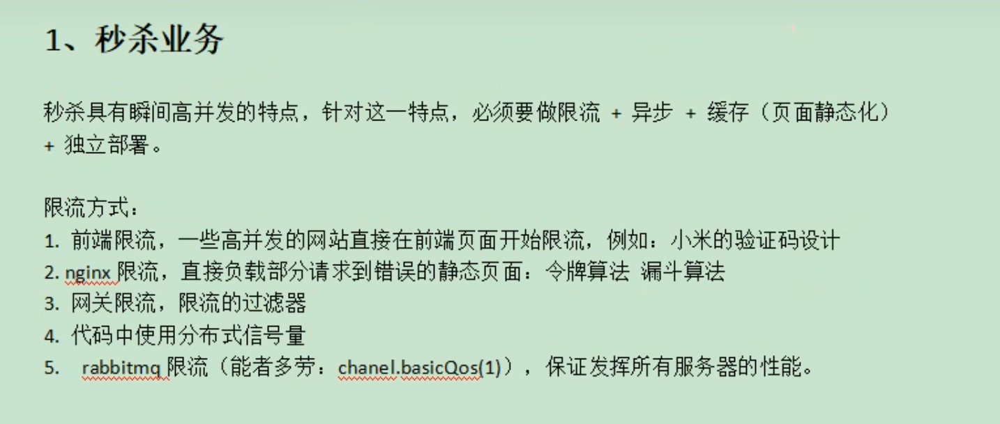 1、秒杀业务
秒杀具有瞬间高并发的特点，针对这一特点，必须要做限流 + 异步 + 缓存（页面静态化）
+ 独立部署。
限流方式：
1. 前端限流，一些高并发的网站直接在前端页面开始限流，例如：小米的验证码设计
2. nginx 限流，直接负载部分请求到错误的静态页面：令牌算法 漏斗算法
3. 网关限流，限流的过滤器
4. 代码中使用分布式信号量
5. rabbitmq 限流（能者多劳：chanel.basicQos(1)），保证发挥所有服务器的性能。